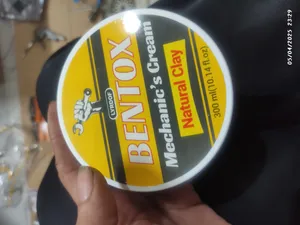 BENTOX
Mechanic's Cream
Natural Clay
300 ml(10.14 fl.oz)
05/04/2025 23:29